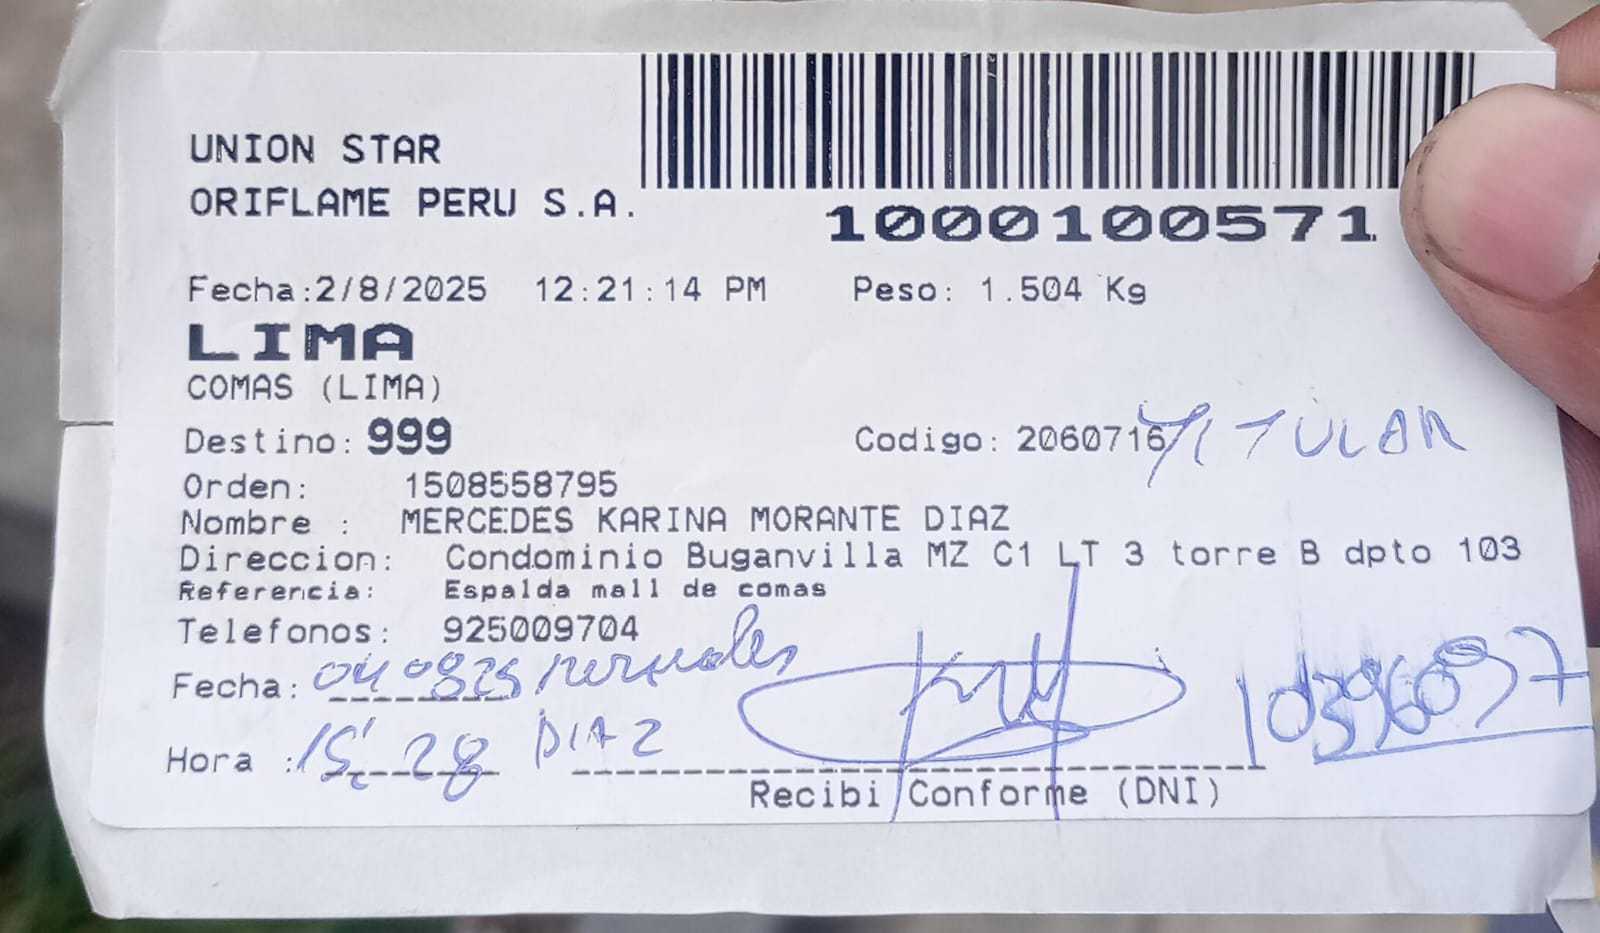 UNION STAR
ORIFLAME PERU S.A.
1000100571
Fecha:2/8/2025 12:21:14 PM Peso: 1.504 Kg
LIMA
COMAS (LIMA)
Destino: 999 Codigo: 2060716 TITULAR
Orden: 1508558795
Nombre : MERCEDES KARINA MORANTE DIAZ
Direccion: Condominio Buganvilla MZ C1 LT 3 torre B dpto 103
Referencia: Espalda mall de comas
Telefonos: 925009704
Fecha: 040825
Hora : 15:28 DIAZ
Recibi Conforme (DNI)